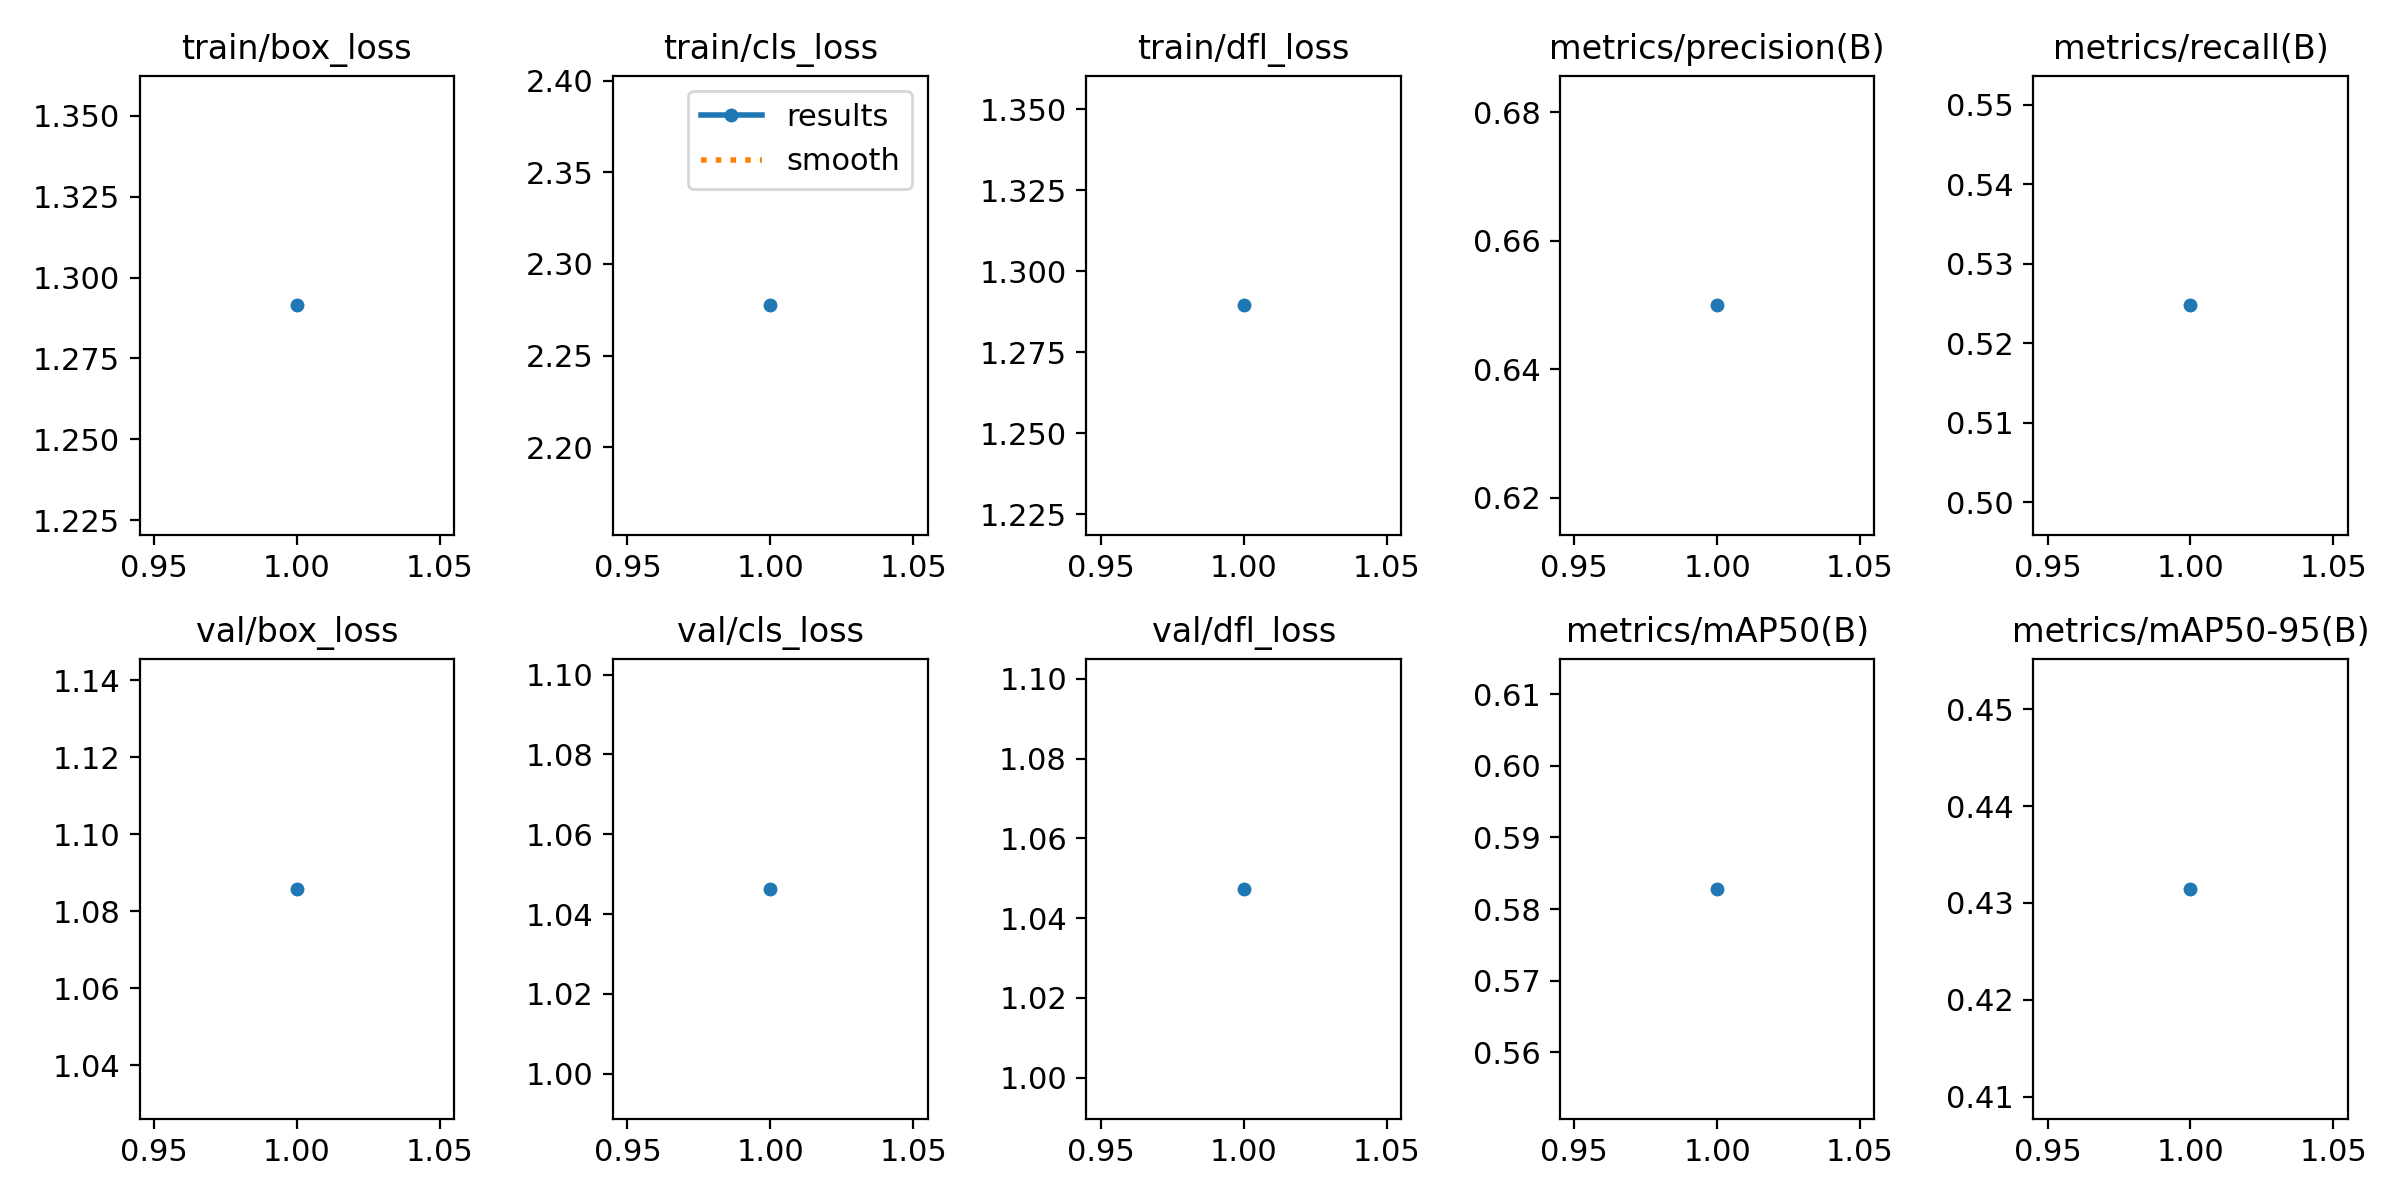 train/box_loss
1.350
1.325
1.300
1.275
1.250
1.225
0.95 1.00 1.05
train/cls_loss
2.40
2.35
2.30
2.25
2.20
results
smooth
0.95 1.00 1.05
train/dfl_loss
1.350
1.325
1.300
1.275
1.250
1.225
0.95 1.00 1.05
metrics/precision(B)
0.68
0.66
0.64
0.62
0.95 1.00 1.05
metrics/recall(B)
0.55
0.54
0.53
0.52
0.51
0.50
0.95 1.00 1.05
val/box_loss
1.14
1.12
1.10
1.08
1.06
1.04
0.95 1.00 1.05
val/cls_loss
1.10
1.08
1.06
1.04
1.02
1.00
0.95 1.00 1.05
val/dfl_loss
1.10
1.08
1.06
1.04
1.02
1.00
0.95 1.00 1.05
metrics/mAP50(B)
0.61
0.60
0.59
0.58
0.57
0.56
0.95 1.00 1.05
metrics/mAP50-95(B)
0.45
0.44
0.43
0.42
0.41
0.95 1.00 1.05